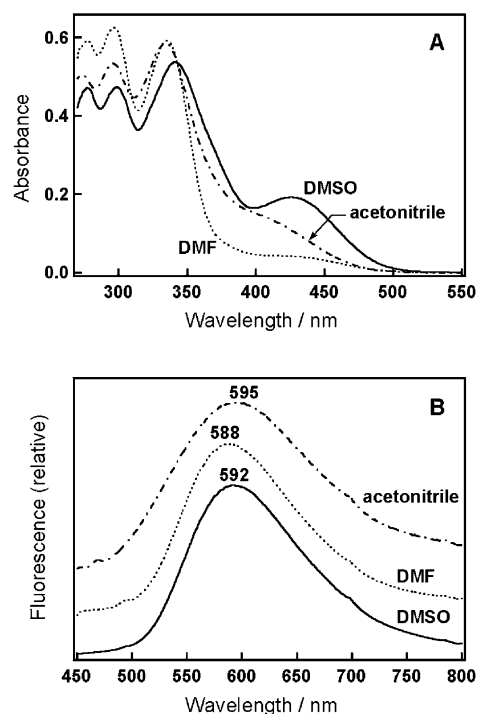 A
0.6
0.4
0.2
0.0
Absorbance
DMSO
acetonitrile
DMF
300 350 400 450 500 550
Wavelength / nm
B
595
588
592
acetonitrile
DMF
DMSO
Fluorescence (relative)
450 500 550 600 650 700 750 800
Wavelength / nm